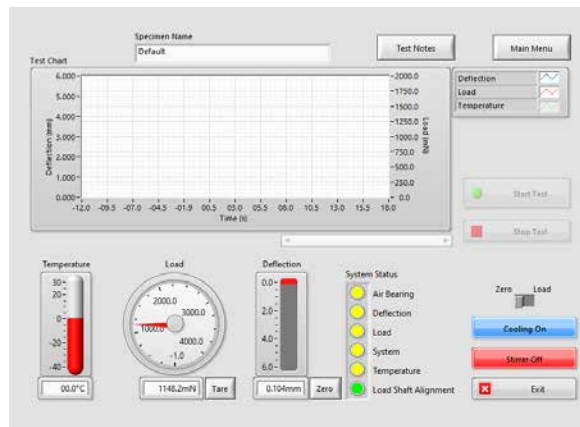 Specimen Name
Default
Test Notes
Main Menu
Test Chart
6.000
5.000
4.000
3.000
2.000
1.000
0.000
Deflection (mm)
2000.0
1750.0
1500.0
1250.0
1000.0
750.0
500.0
250.0
0.0
Load (mN)
-12.0 -09.5 -07.0 -04.5 -01.9 00.5 03.0 05.5 08.0 10.5 13.0 15.5 18.0
Time (s)
Deflection
Load
Temperature
Start Test
Stop Test
Temperature
30
20
0
-20
-40
00.0°C
Load
2000.0
3000.0
1000.0
4000.0
-1.0
1148.2mN
Tare
Deflection
0.0
2.0
4.0
6.0
0.104mm
Zero
System Status
Air Bearing
Deflection
Load
System
Temperature
Load Shaft Alignment
Zero Load
Cooling On
Stirrer Off
Exit